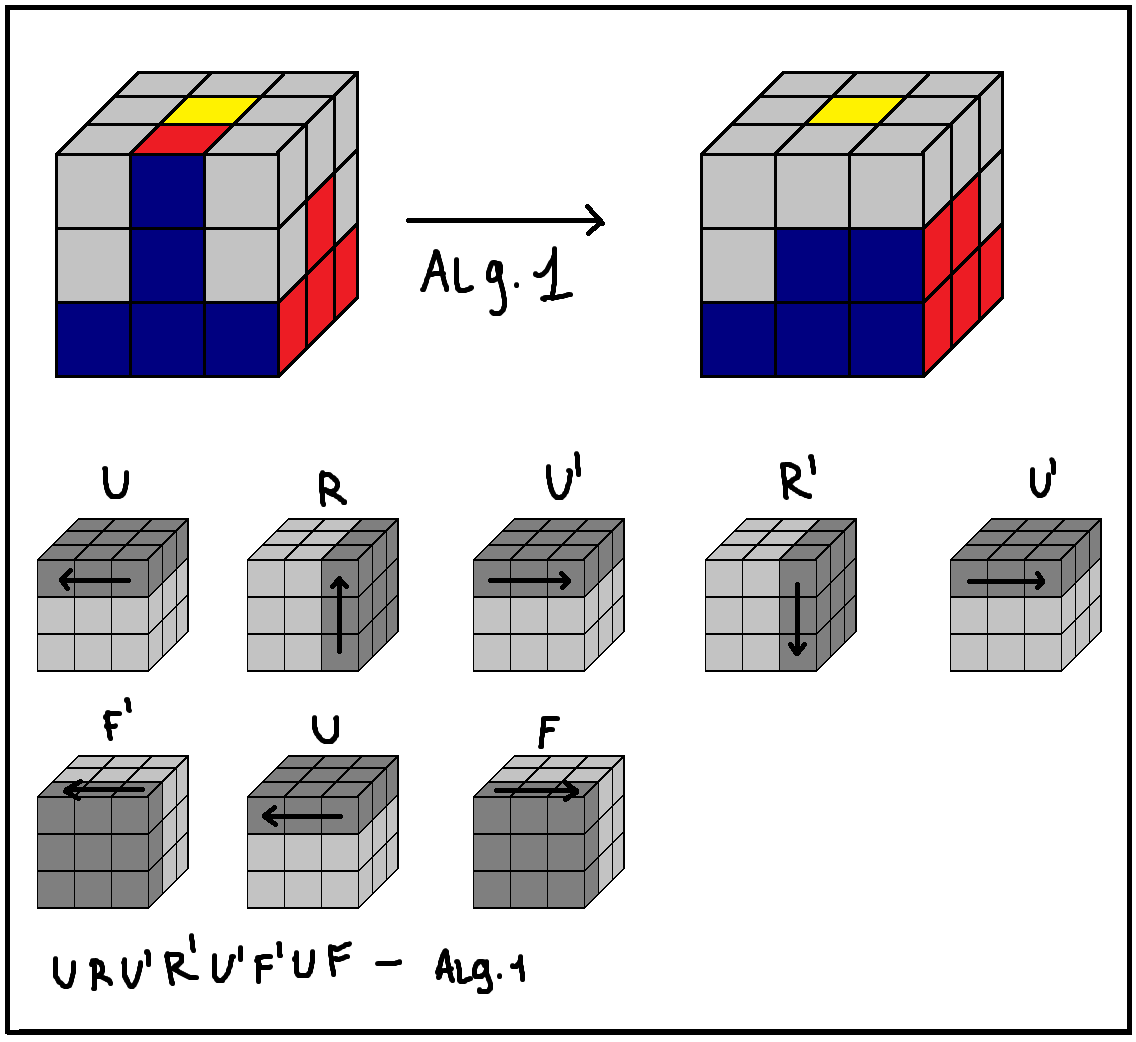 ALg. 1
U R U' R' U'
F' U F
U R U' R' U' F' U F - ALg. 1